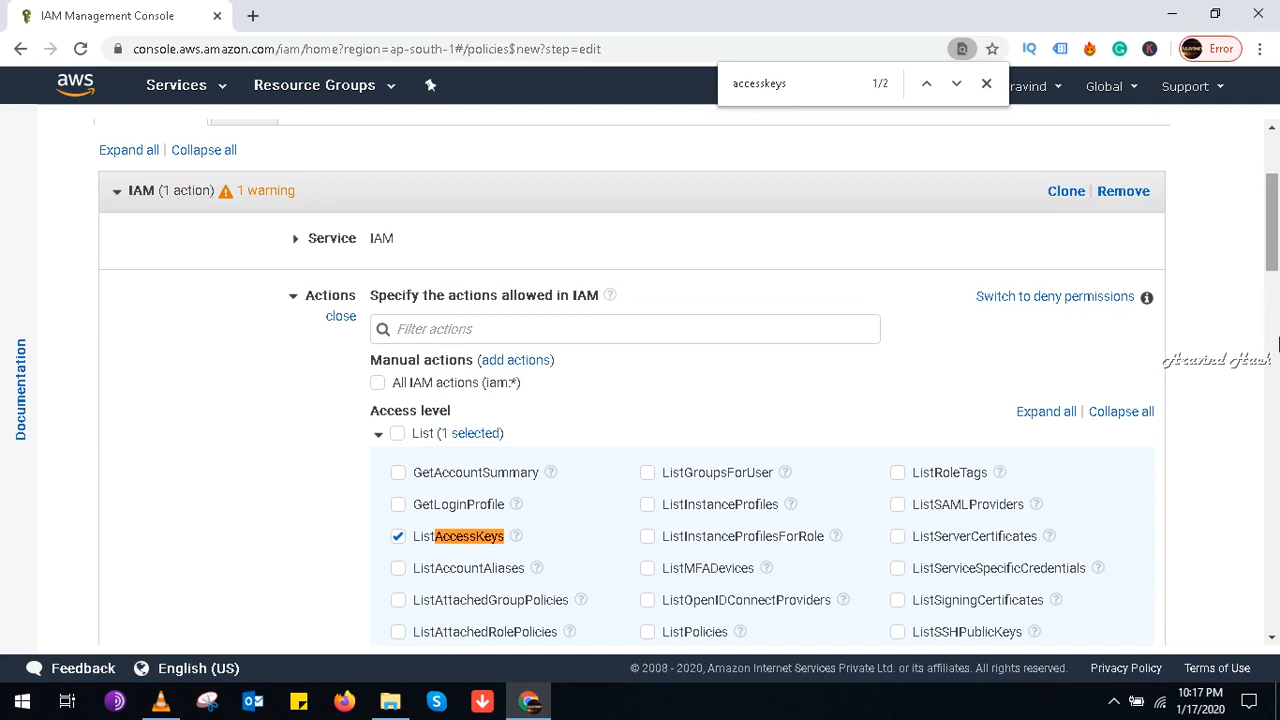 IAM Management Console
console.aws.amazon.com/iam/home?region=ap-south-1#/policies$new?step=edit
Error
accesskeys 1/2
aws Services Resource Groups ravind Global Support
Expand all | Collapse all
IAM (1 action) 1 warning Clone | Remove
Service IAM
Actions Specify the actions allowed in IAM Switch to deny permissions
close
Filter actions
Manual actions (add actions)
All IAM actions (iam:*)
Aravind Hack
Access level Expand all | Collapse all
List (1 selected)
GetAccountSummary ListGroupsForUser ListRoleTags
GetLoginProfile ListInstanceProfiles ListSAMLProviders
ListAccessKeys ListInstanceProfilesForRole ListServerCertificates
ListAccountAliases ListMFADevices ListServiceSpecificCredentials
ListAttachedGroupPolicies ListOpenIDConnectProviders ListSigningCertificates
ListAttachedRolePolicies ListPolicies ListSSHPublicKeys
Documentation
Feedback English (US) © 2008 - 2020, Amazon Internet Services Private Ltd. or its affiliates. All rights reserved. Privacy Policy Terms of Use
10:17 PM
1/17/2020